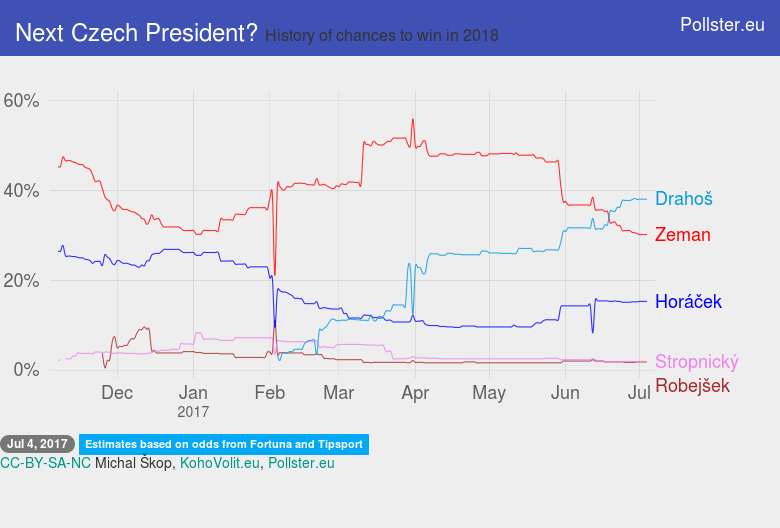 Next Czech President? History of chances to win in 2018
Pollster.eu
60%
40%
20%
0%
Drahoš
Zeman
Horáček
Stropnický
Robejšek
Dec Jan Feb Mar Apr May Jun Jul
2017
Jul 4, 2017 Estimates based on odds from Fortuna and Tipsport
CC-BY-SA-NC Michal Škop, KohoVolit.eu, Pollster.eu